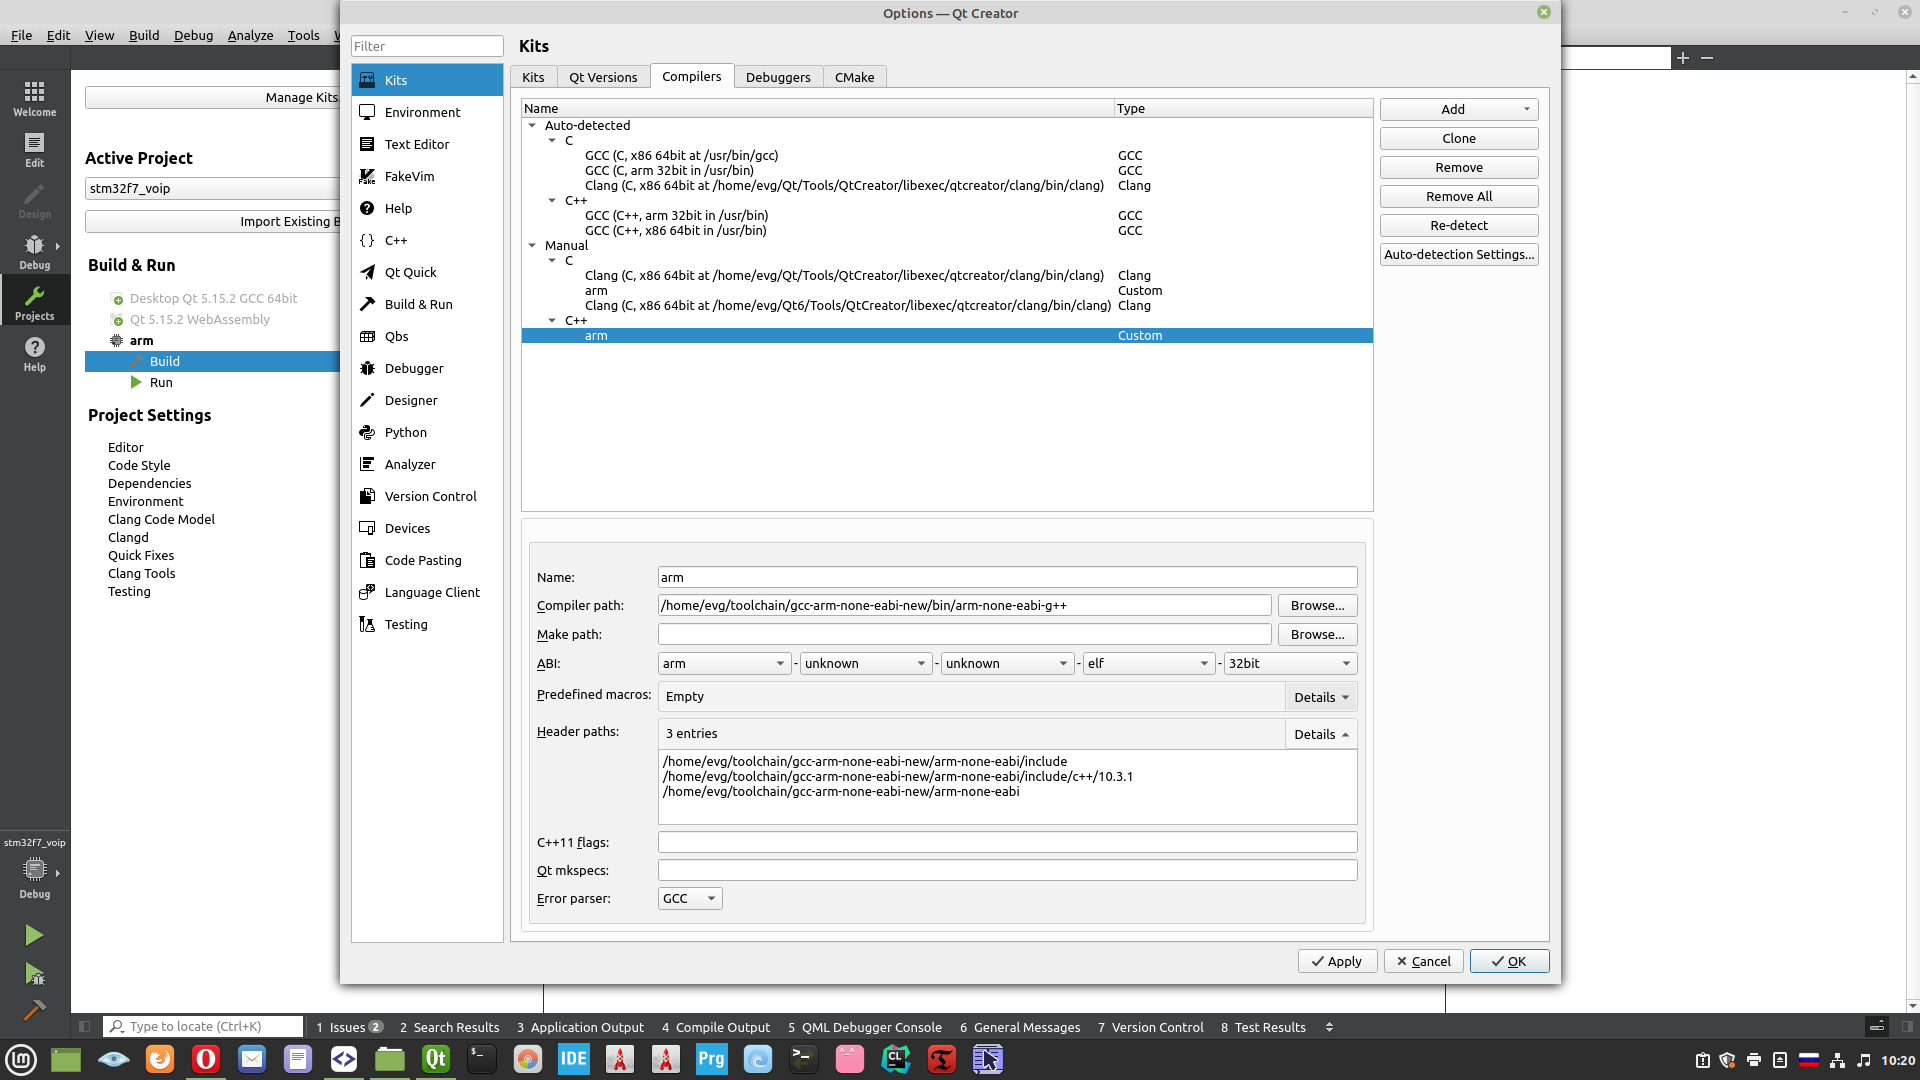 Options — Qt Creator
File Edit View Build Debug Analyze Tools
Filter
Kits
Environment
Text Editor
FakeVim
Help
C++
Qt Quick
Build & Run
Qbs
Debugger
Designer
Python
Analyzer
Version Control
Devices
Code Pasting
Language Client
Testing
Kits
Kits Qt Versions Compilers Debuggers CMake
Name Type
Auto-detected
C
GCC (C, x86 64bit at /usr/bin/gcc) GCC
GCC (C, arm 32bit in /usr/bin) GCC
Clang (C, x86 64bit at /home/evg/Qt/Tools/QtCreator/libexec/qtcreator/clang/bin/clang) Clang
C++
GCC (C++, arm 32bit in /usr/bin) GCC
GCC (C++, x86 64bit in /usr/bin) GCC
Manual
C
Clang (C, x86 64bit at /home/evg/Qt/Tools/QtCreator/libexec/qtcreator/clang/bin/clang) Clang
arm Custom
Clang (C, x86 64bit at /home/evg/Qt6/Tools/QtCreator/libexec/qtcreator/clang/bin/clang) Clang
C++
arm Custom
Add
Clone
Remove
Remove All
Re-detect
Auto-detection Settings...
Name: arm
Compiler path: /home/evg/toolchain/gcc-arm-none-eabi-new/bin/arm-none-eabi-g++ Browse...
Make path: Browse...
ABI: arm - unknown - unknown - elf - 32bit
Predefined macros: Empty Details
Header paths: 3 entries Details
/home/evg/toolchain/gcc-arm-none-eabi-new/arm-none-eabi/include
/home/evg/toolchain/gcc-arm-none-eabi-new/arm-none-eabi/include/c++/10.3.1
/home/evg/toolchain/gcc-arm-none-eabi-new/arm-none-eabi
C++11 flags:
Qt mkspecs:
Error parser: GCC
Apply Cancel OK
Welcome
Edit
Design
Debug
Projects
Help
stm32f7_voip
Debug
Manage Kits.
Active Project
stm32f7_voip
Import Existing B
Build & Run
Desktop Qt 5.15.2 GCC 64bit
Qt 5.15.2 WebAssembly
arm
Build
Run
Project Settings
Editor
Code Style
Dependencies
Environment
Clang Code Model
Clangd
Quick Fixes
Clang Tools
Testing
Type to locate (Ctrl+K) 1 Issues 2 2 Search Results 3 Application Output 4 Compile Output 5 QML Debugger Console 6 General Messages 7 Version Control 8 Test Results
Qt IDE Prg CL 10:20